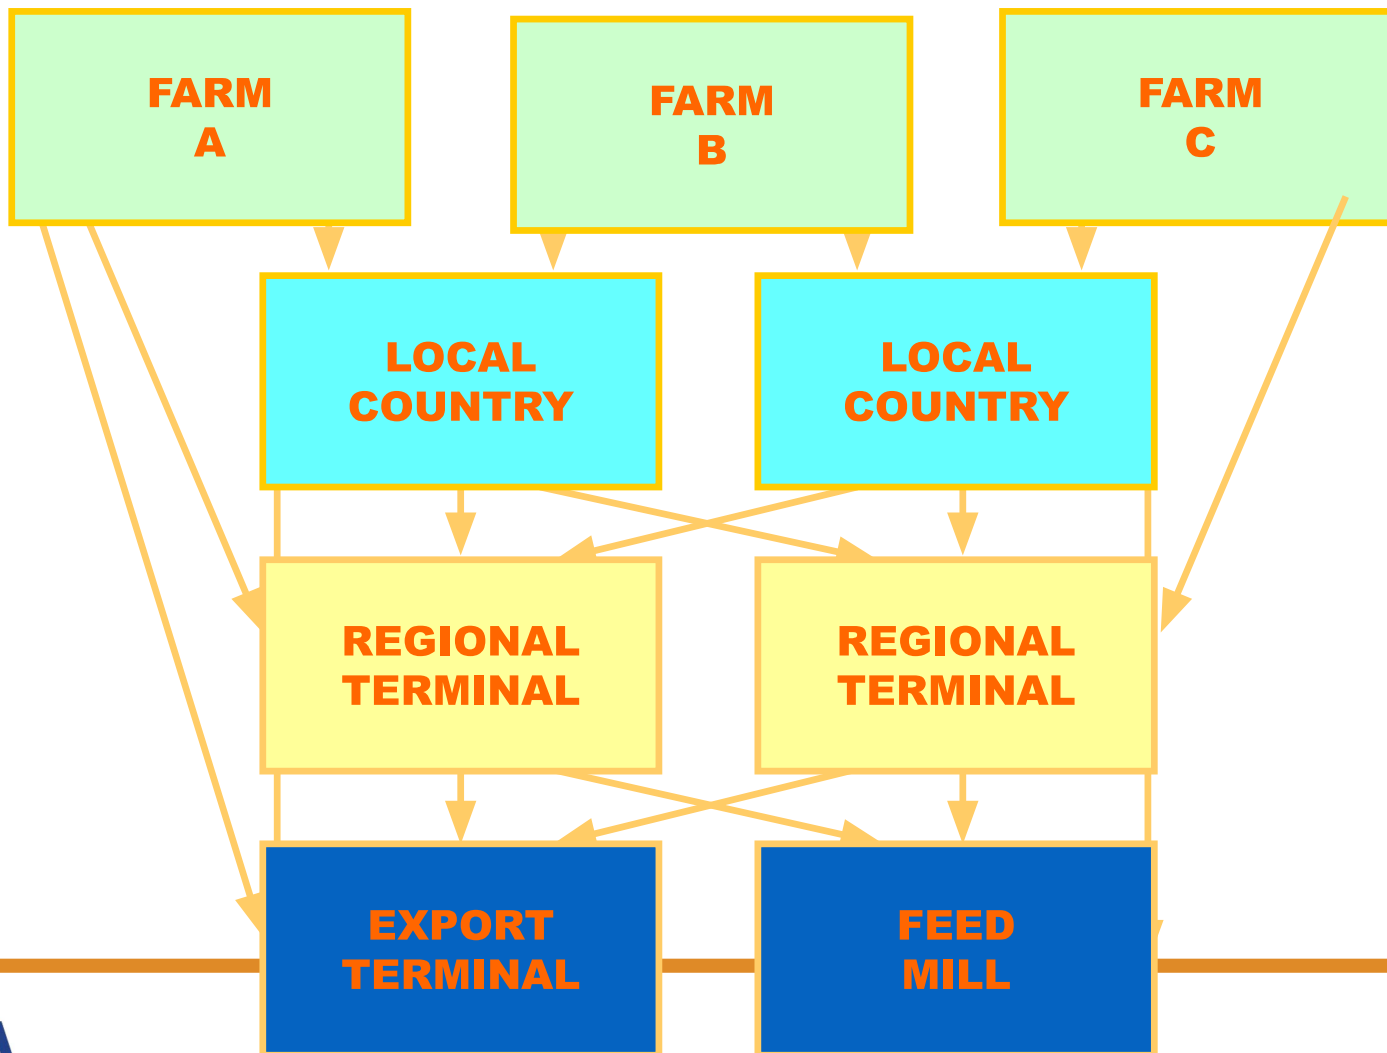 FARM
A
FARM
B
FARM
C
LOCAL
COUNTRY
LOCAL
COUNTRY
REGIONAL
TERMINAL
REGIONAL
TERMINAL
EXPORT
TERMINAL
FEED
MILL